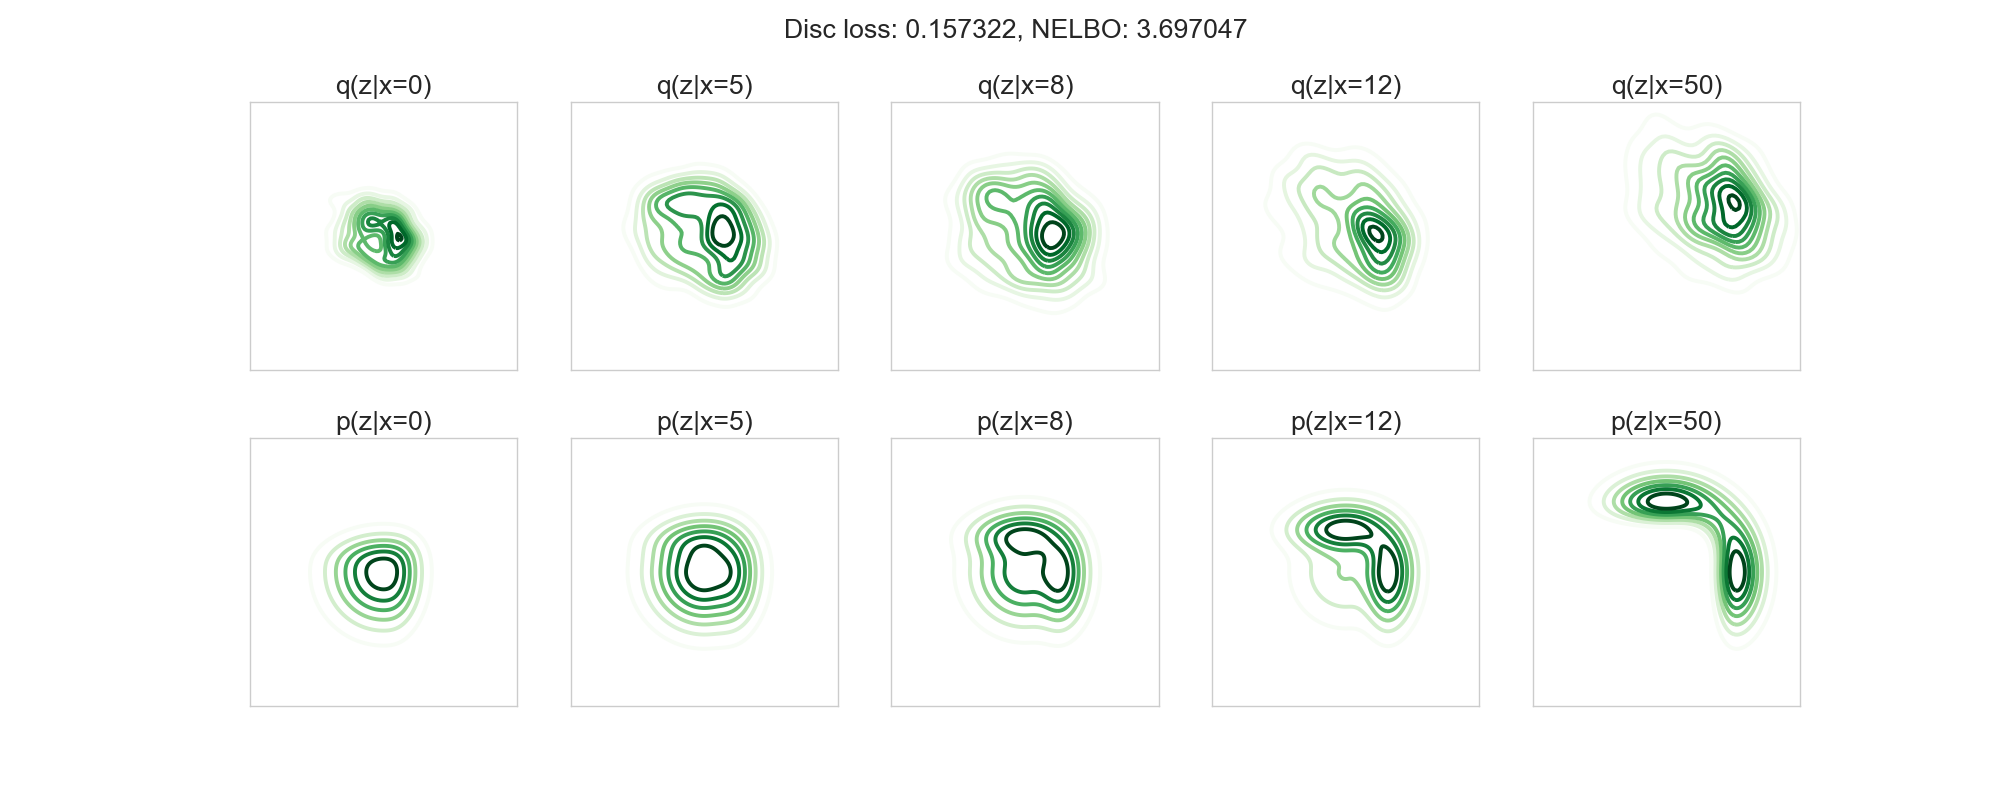 Disc loss: 0.157322, NELBO: 3.697047
q(z|x=0) q(z|x=5) q(z|x=8) q(z|x=12) q(z|x=50)
p(z|x=0) p(z|x=5) p(z|x=8) p(z|x=12) p(z|x=50)